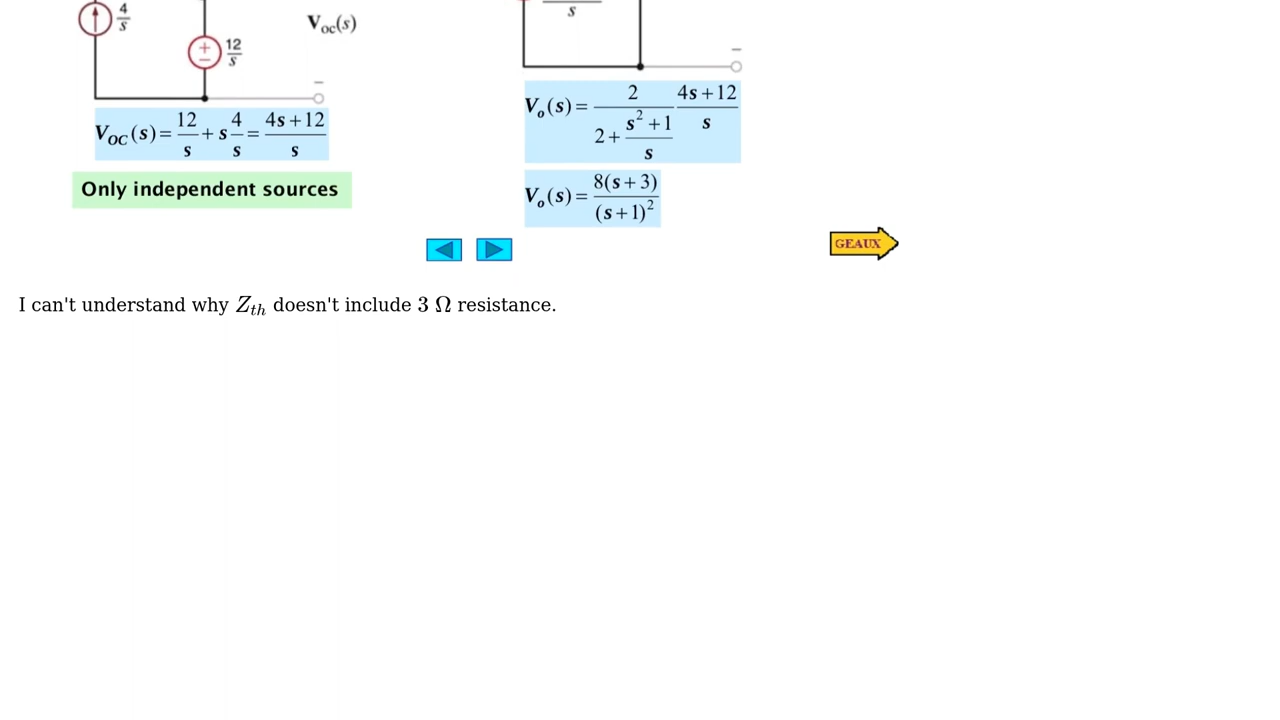 4/s
V_oc(s)
+
−
12/s
−
V_OC(s) = 12/s + s 4/s = (4s+12)/s
Only independent sources
s
−
V_o(s) = 2/(2 + (s²+1)/s) (4s+12)/s
V_o(s) = 8(s+3)/(s+1)²
GEAUX
I can't understand why Z_th doesn't include 3 Ω resistance.